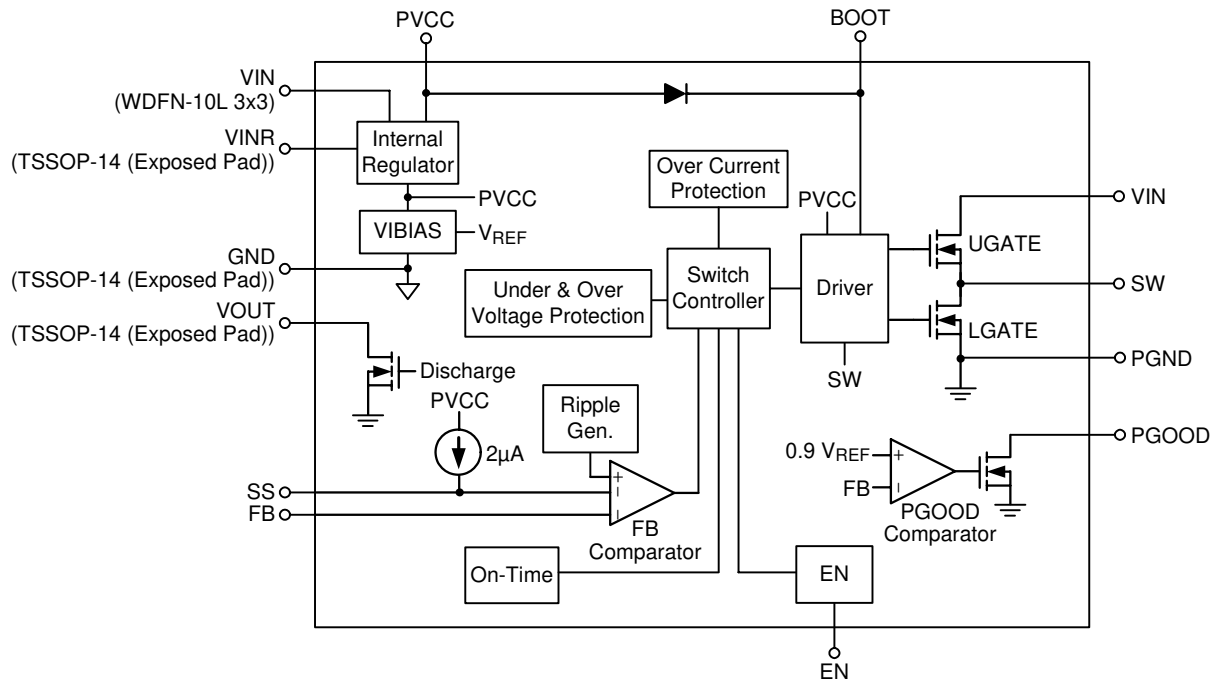 PVCC
BOOT
VIN
(WDFN-10L 3x3)
VINR
(TSSOP-14 (Exposed Pad))
Internal
Regulator
Over Current
Protection
PVCC
PVCC
VIN
VIBIAS
VREF
UGATE
GND
(TSSOP-14 (Exposed Pad))
Switch
Controller
Driver
SW
Under & Over
Voltage Protection
VOUT
(TSSOP-14 (Exposed Pad))
LGATE
PGND
SW
Discharge
PVCC
Ripple
Gen.
2µA
PGOOD
0.9 VREF
+
-
FB
PGOOD
Comparator
SS
FB
+
-
-
FB
Comparator
On-Time
EN
EN